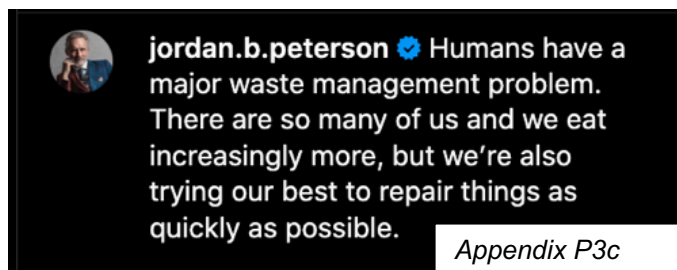 jordan.b.peterson Humans have a
major waste management problem.
There are so many of us and we eat
increasingly more, but we’re also
trying our best to repair things as
quickly as possible.
Appendix P3c